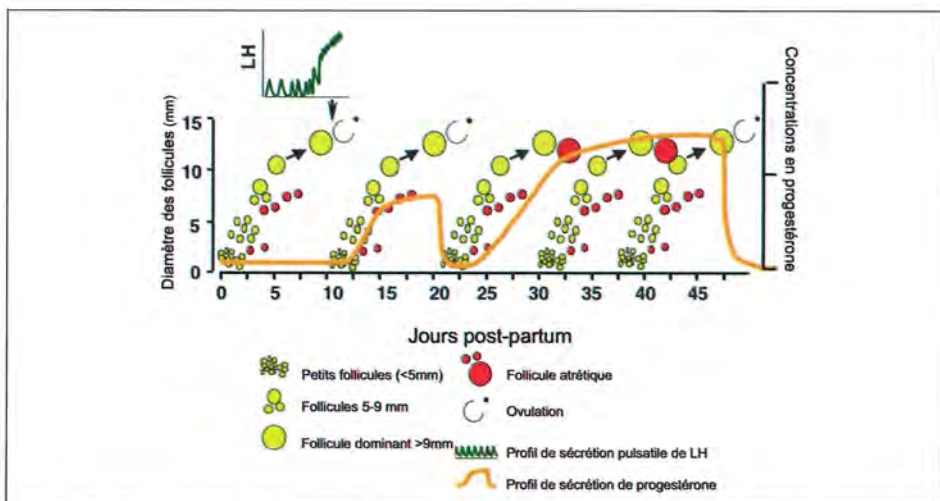 LH
Diamètre des follicules (mm)
15
10
5
0
Concentrations en progestérone
0 5 10 15 20 25 30 35 40 45
Jours post-partum
Petits follicules (<5mm)
Follicules 5-9 mm
Follicule dominant >9mm
Follicule atrétique
Ovulation
Profil de sécrétion pulsatile de LH
Profil de sécrétion de progestérone